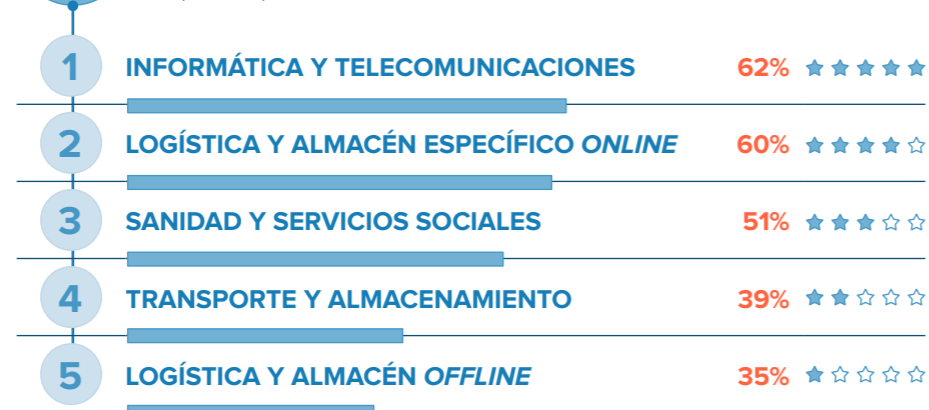 1 INFORMÁTICA Y TELECOMUNICACIONES 62%
2 LOGÍSTICA Y ALMACÉN ESPECÍFICO ONLINE 60%
3 SANIDAD Y SERVICIOS SOCIALES 51%
4 TRANSPORTE Y ALMACENAMIENTO 39%
5 LOGÍSTICA Y ALMACÉN OFFLINE 35%